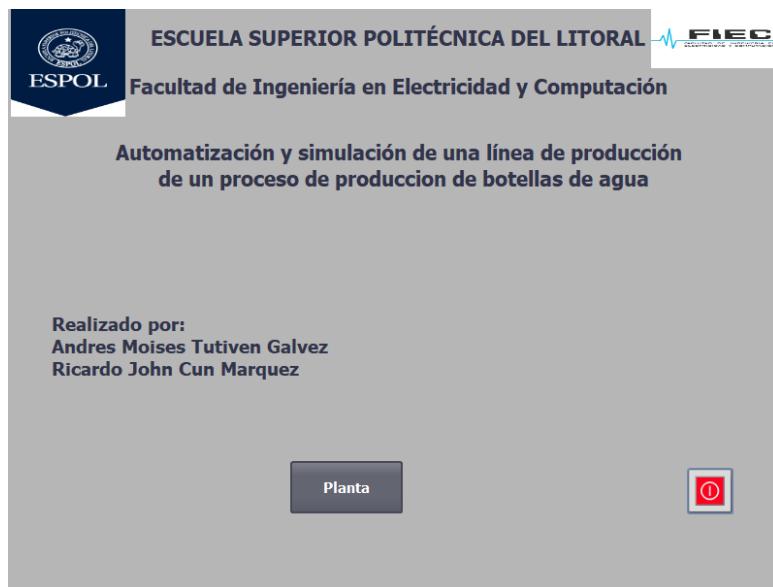 ESCUELA SUPERIOR POLITÉCNICA DEL LITORAL
FIEC
ESPOL
Facultad de Ingeniería en Electricidad y Computación
Automatización y simulación de una línea de producción
de un proceso de produccion de botellas de agua
Realizado por:
Andres Moises Tutiven Galvez
Ricardo John Cun Marquez
Planta